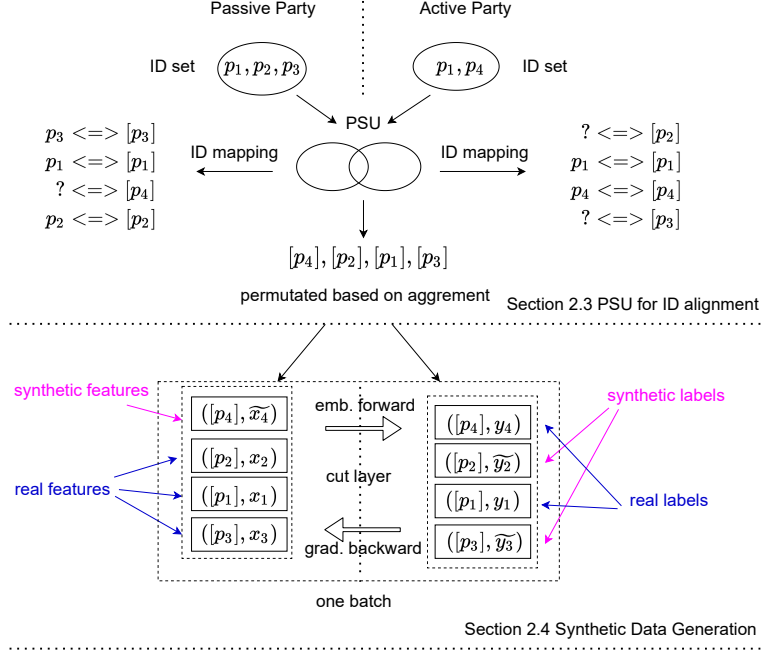 Passive Party
Active Party
ID set
p₁, p₂, p₃
p₁, p₄
ID set
PSU
p₃ <=> [p₃]
p₁ <=> [p₁]
? <=> [p₄]
p₂ <=> [p₂]
ID mapping
ID mapping
? <=> [p₂]
p₁ <=> [p₁]
p₄ <=> [p₄]
? <=> [p₃]
[p₄], [p₂], [p₁], [p₃]
permutated based on aggrement
Section 2.3 PSU for ID alignment
synthetic features
real features
([p₄], x̃₄)
([p₂], x₂)
([p₁], x₁)
([p₃], x₃)
emb. forward
cut layer
grad. backward
([p₄], y₄)
([p₂], ỹ₂)
([p₁], y₁)
([p₃], ỹ₃)
synthetic labels
real labels
one batch
Section 2.4 Synthetic Data Generation